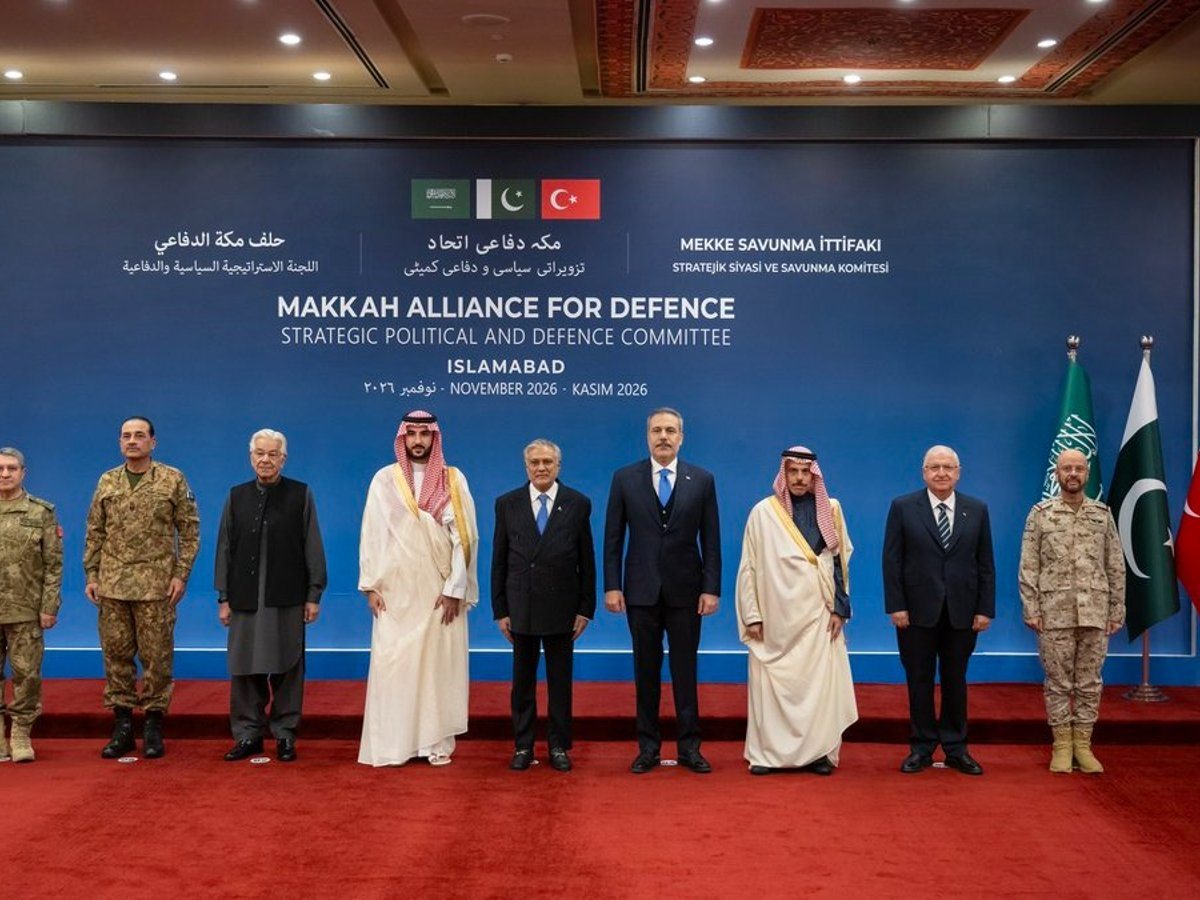 حلف مكة الدفاعي
اللجنة الاستراتيجية السياسية والدفاعية
مکہ دفاعی اتحاد
تزویراتی سیاسی و دفاعی کمیٹی
MEKKE SAVUNMA İTTİFAKI
STRATEJİK SİYASİ VE SAVUNMA KOMİTESİ
MAKKAH ALLIANCE FOR DEFENCE
STRATEGIC POLITICAL AND DEFENCE COMMITTEE
ISLAMABAD
نوفمبر ٢٠٢٦ - NOVEMBER 2026 - KASIM 2026